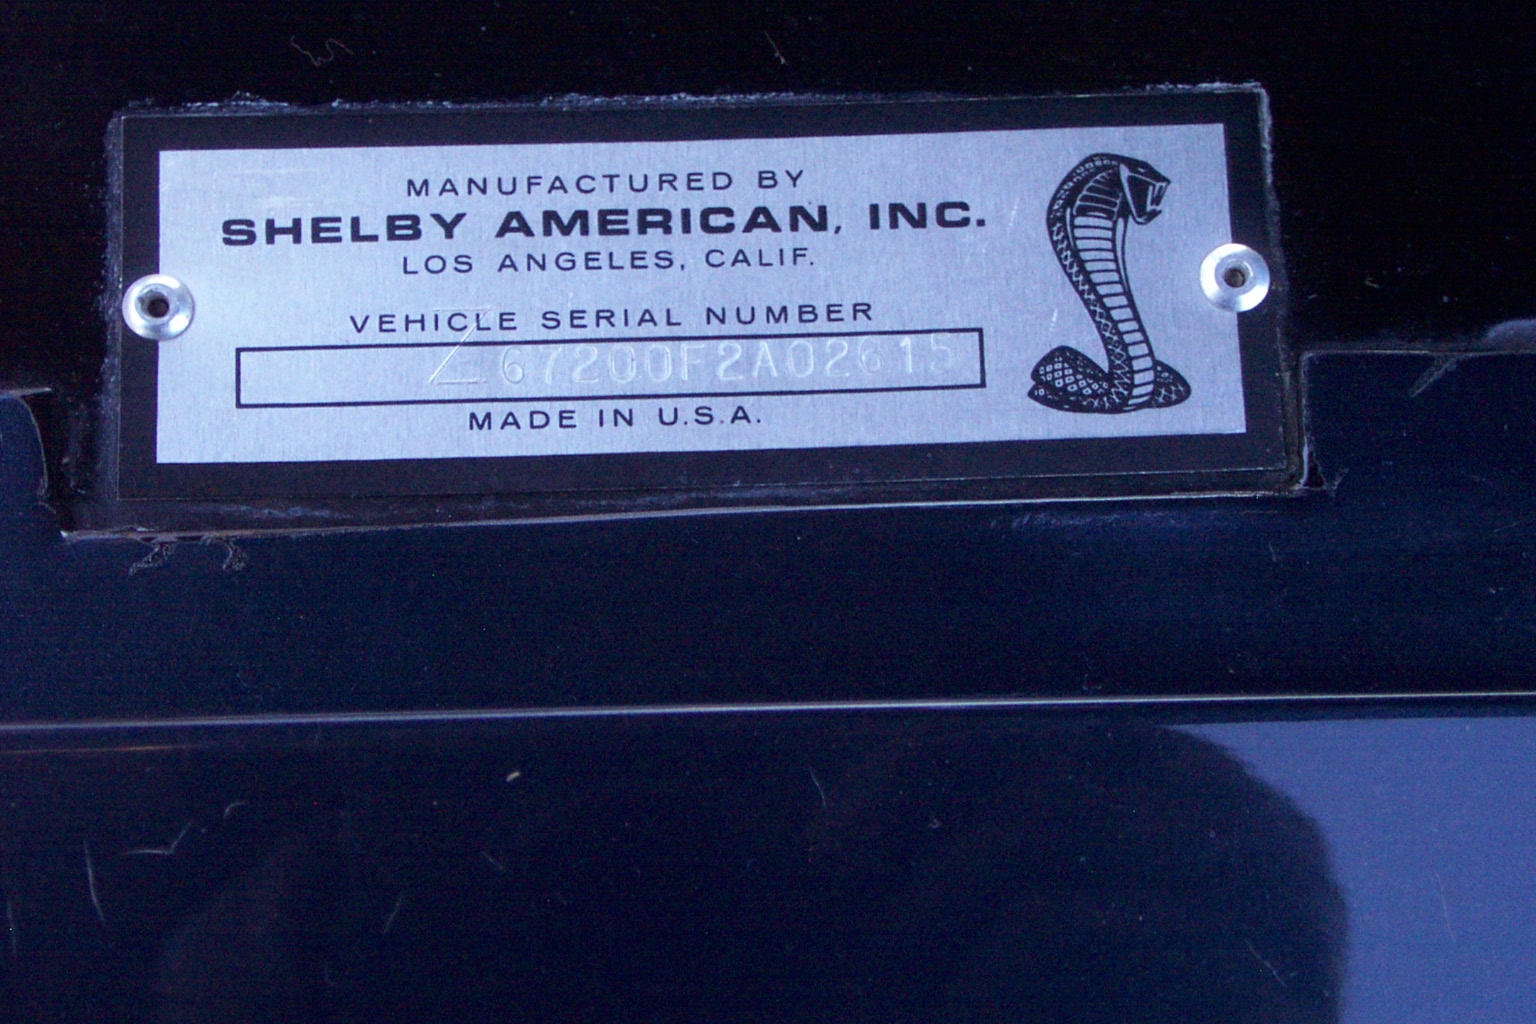 MANUFACTURED BY
SHELBY AMERICAN, INC.
LOS ANGELES, CALIF.
VEHICLE SERIAL NUMBER
Z 67200F2A02615
MADE IN U.S.A.